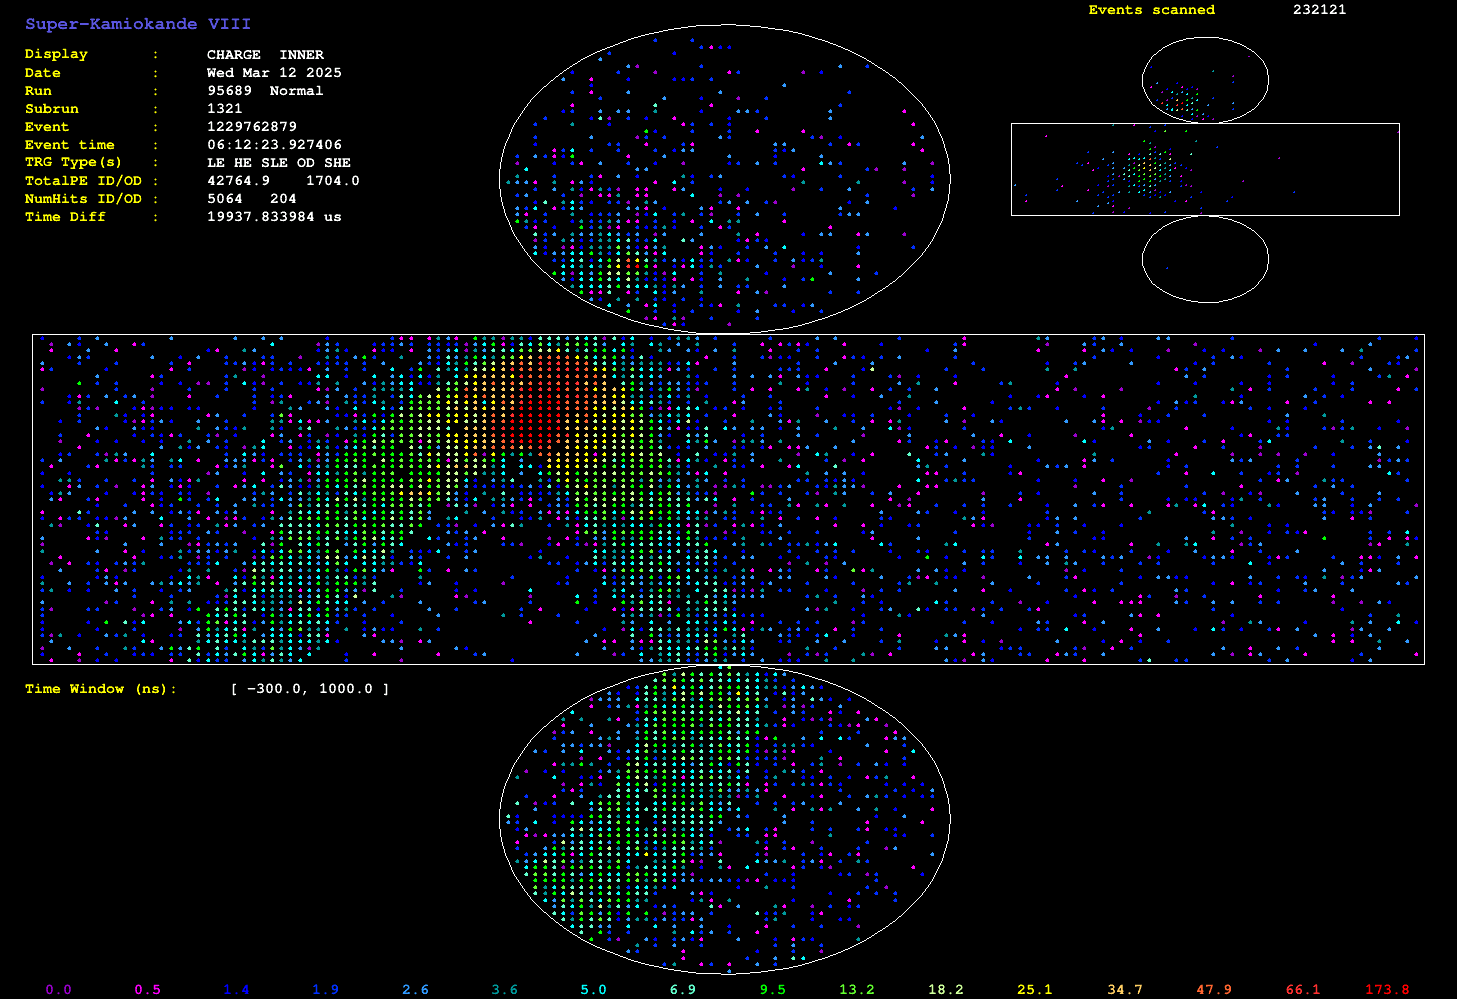 Super-Kamiokande VIII
Display : CHARGE INNER
Date : Wed Mar 12 2025
Run : 95689 Normal
Subrun : 1321
Event : 1229762879
Event time : 06:12:23.927406
TRG Type(s) : LE HE SLE OD SHE
TotalPE ID/OD : 42764.9 1704.0
NumHits ID/OD : 5064 204
Time Diff : 19937.833984 us
Events scanned 232121
Time Window (ns): [ -300.0, 1000.0 ]
0.0 0.5 1.4 1.9 2.6 3.6 5.0 6.9 9.5 13.2 18.2 25.1 34.7 47.9 66.1 173.8